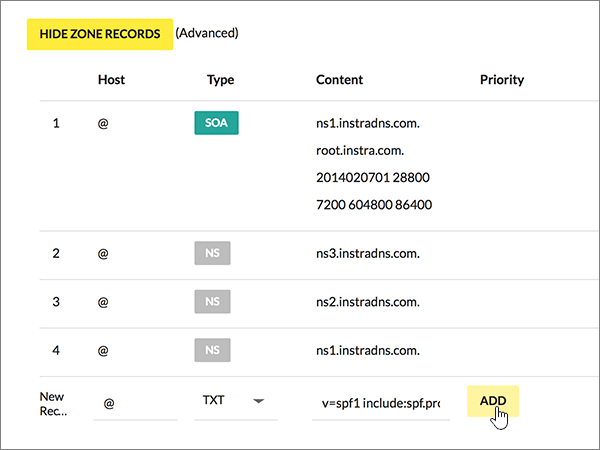 HIDE ZONE RECORDS (Advanced)
Host Type Content Priority
1 @ SOA ns1.instradns.com.
root.instra.com.
2014020701 28800
7200 604800 86400
2 @ NS ns3.instradns.com.
3 @ NS ns2.instradns.com.
4 @ NS ns1.instradns.com.
New
Rec... @ TXT v=spf1 include:spf.pro ADD